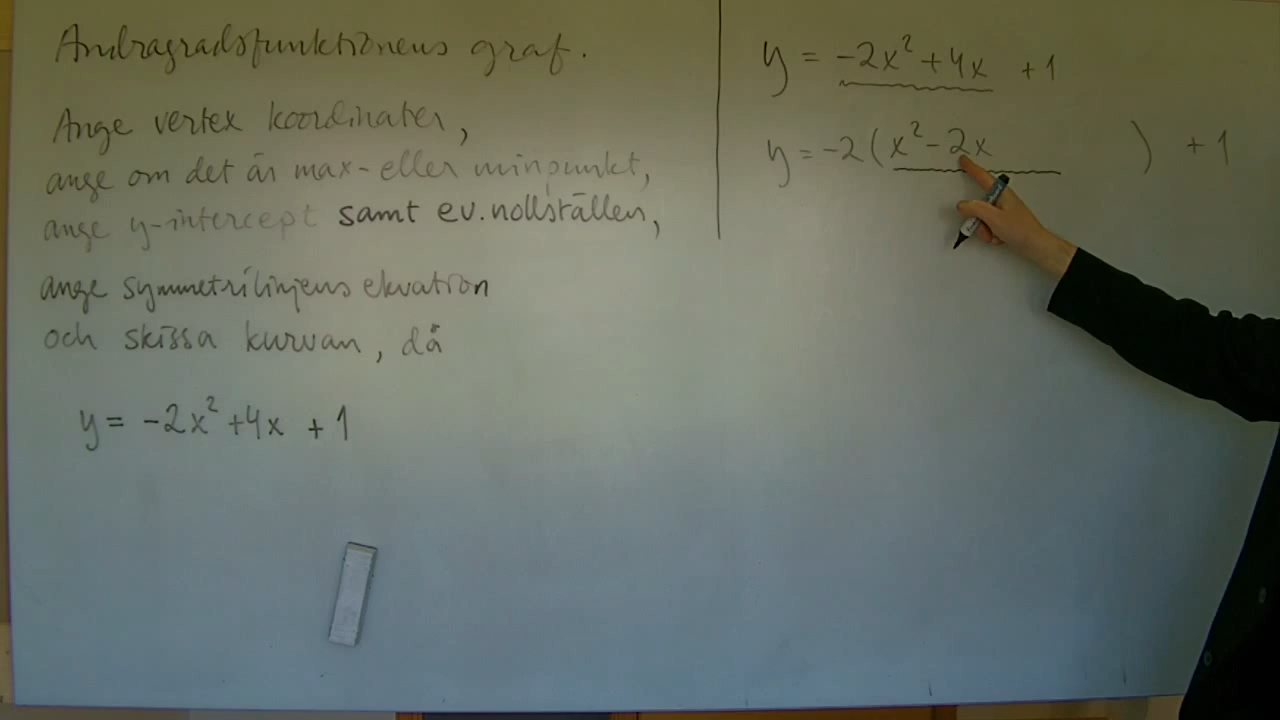 Andragradsfunktionens graf.
Ange vertex koordinater,
ange om det är max-eller minpunkt,
ange y-intercept samt ev. nollställen,
ange symmetrilinjens ekvation
och skissa kurvan, då
y = -2x² +4x +1
y = -2x² +4x +1
y = -2(x² -2x ) +1